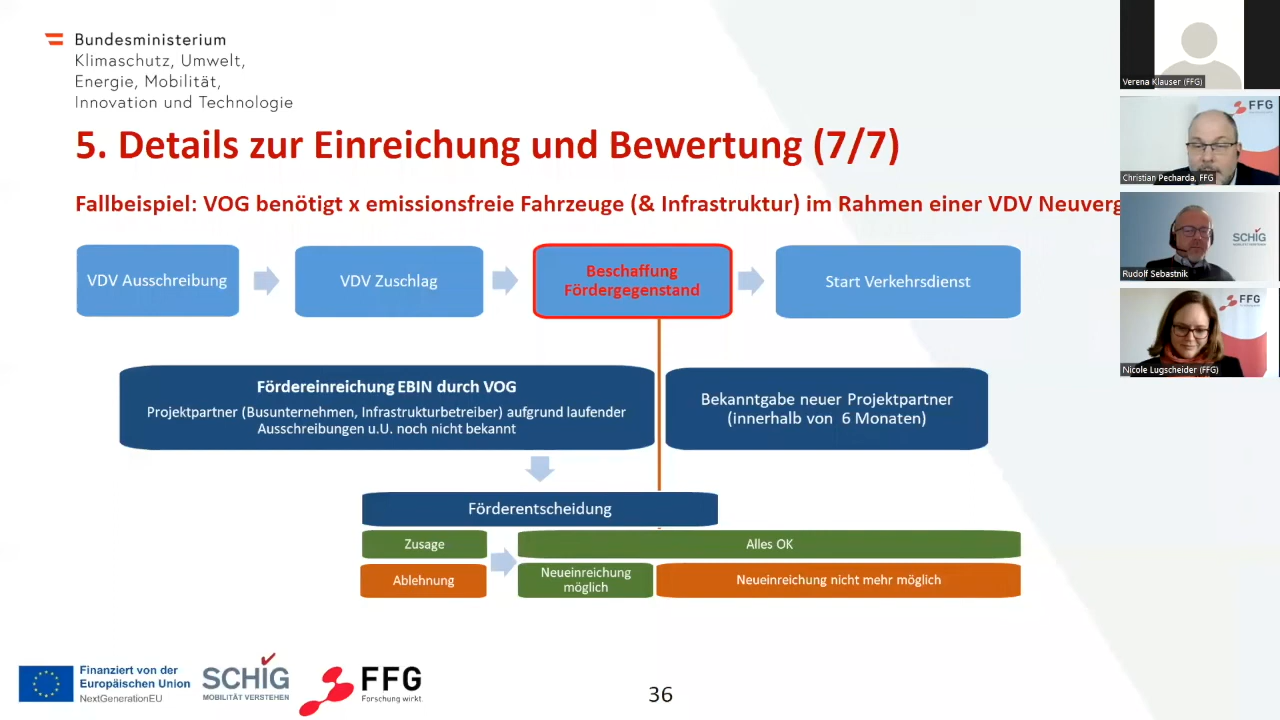 Bundesministerium
Klimaschutz, Umwelt,
Energie, Mobilität,
Innovation und Technologie
5. Details zur Einreichung und Bewertung (7/7)
Fallbeispiel: VOG benötigt x emissionsfreie Fahrzeuge (& Infrastruktur) im Rahmen einer VDV
VDV Ausschreibung
VDV Zuschlag
Beschaffung
Fördergegenstand
Start Verkehrsdienst
Fördereinreichung EBIN durch VOG
Projektpartner (Busunternehmen, Infrastrukturbetreiber) aufgrund laufender
Ausschreibungen u.U. noch nicht bekannt
Bekanntgabe neuer Projektpartner
(innerhalb von 6 Monaten)
Förderentscheidung
Zusage
Alles OK
Ablehnung
Neueinreichung
möglich
Neueinreichung nicht mehr möglich
Finanziert von der
Europäischen Union
NextGenerationEU
SCHIG
MOBILITÄT VERSTEHEN
FFG
Forschung wirkt.
36
Verena Klauser (FFG)
FFG
Christian Pecharda, FFG
SCHIG
Rudolf Sebastnik
FFG
Nicole Lugscheider (FFG)